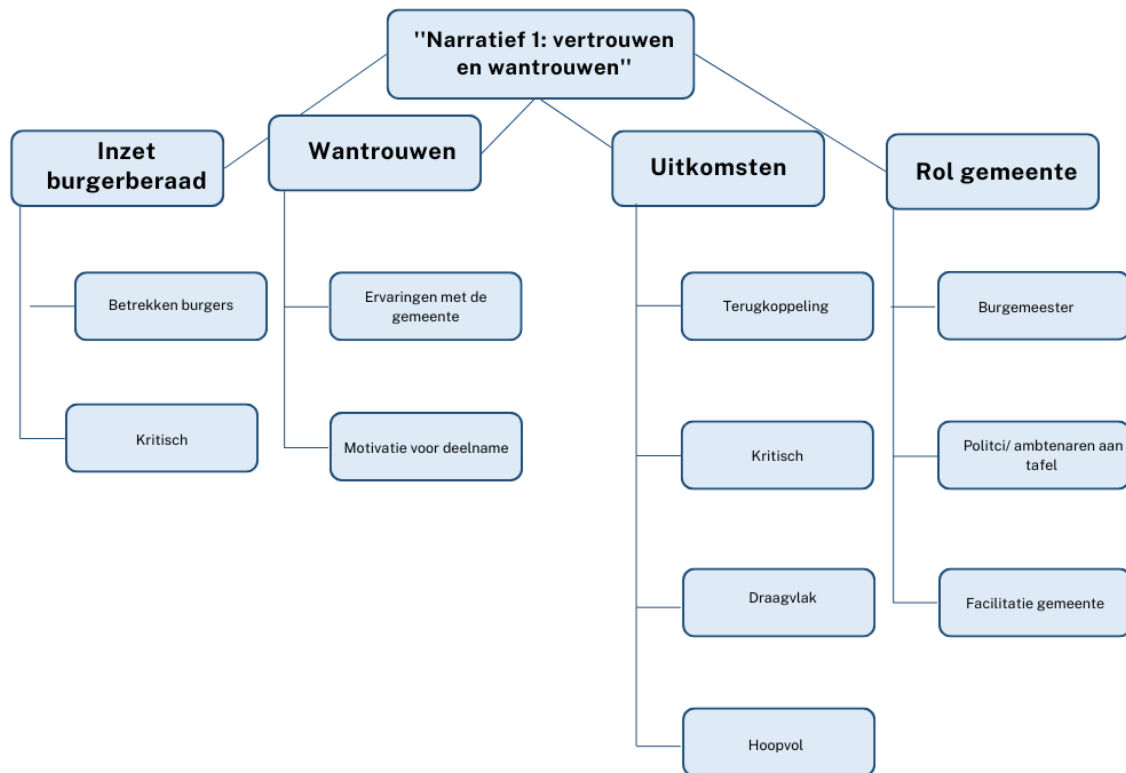 "Narratief 1: vertrouwen
en wantrouwen"
Inzet
burgerberaad
Wantrouwen
Uitkomsten
Rol gemeente
Betrekken burgers
Ervaringen met de
gemeente
Terugkoppeling
Burgemeester
Kritisch
Motivatie voor deelname
Kritisch
Politci/ ambtenaren aan
tafel
Draagvlak
Facilitatie gemeente
Hoopvol